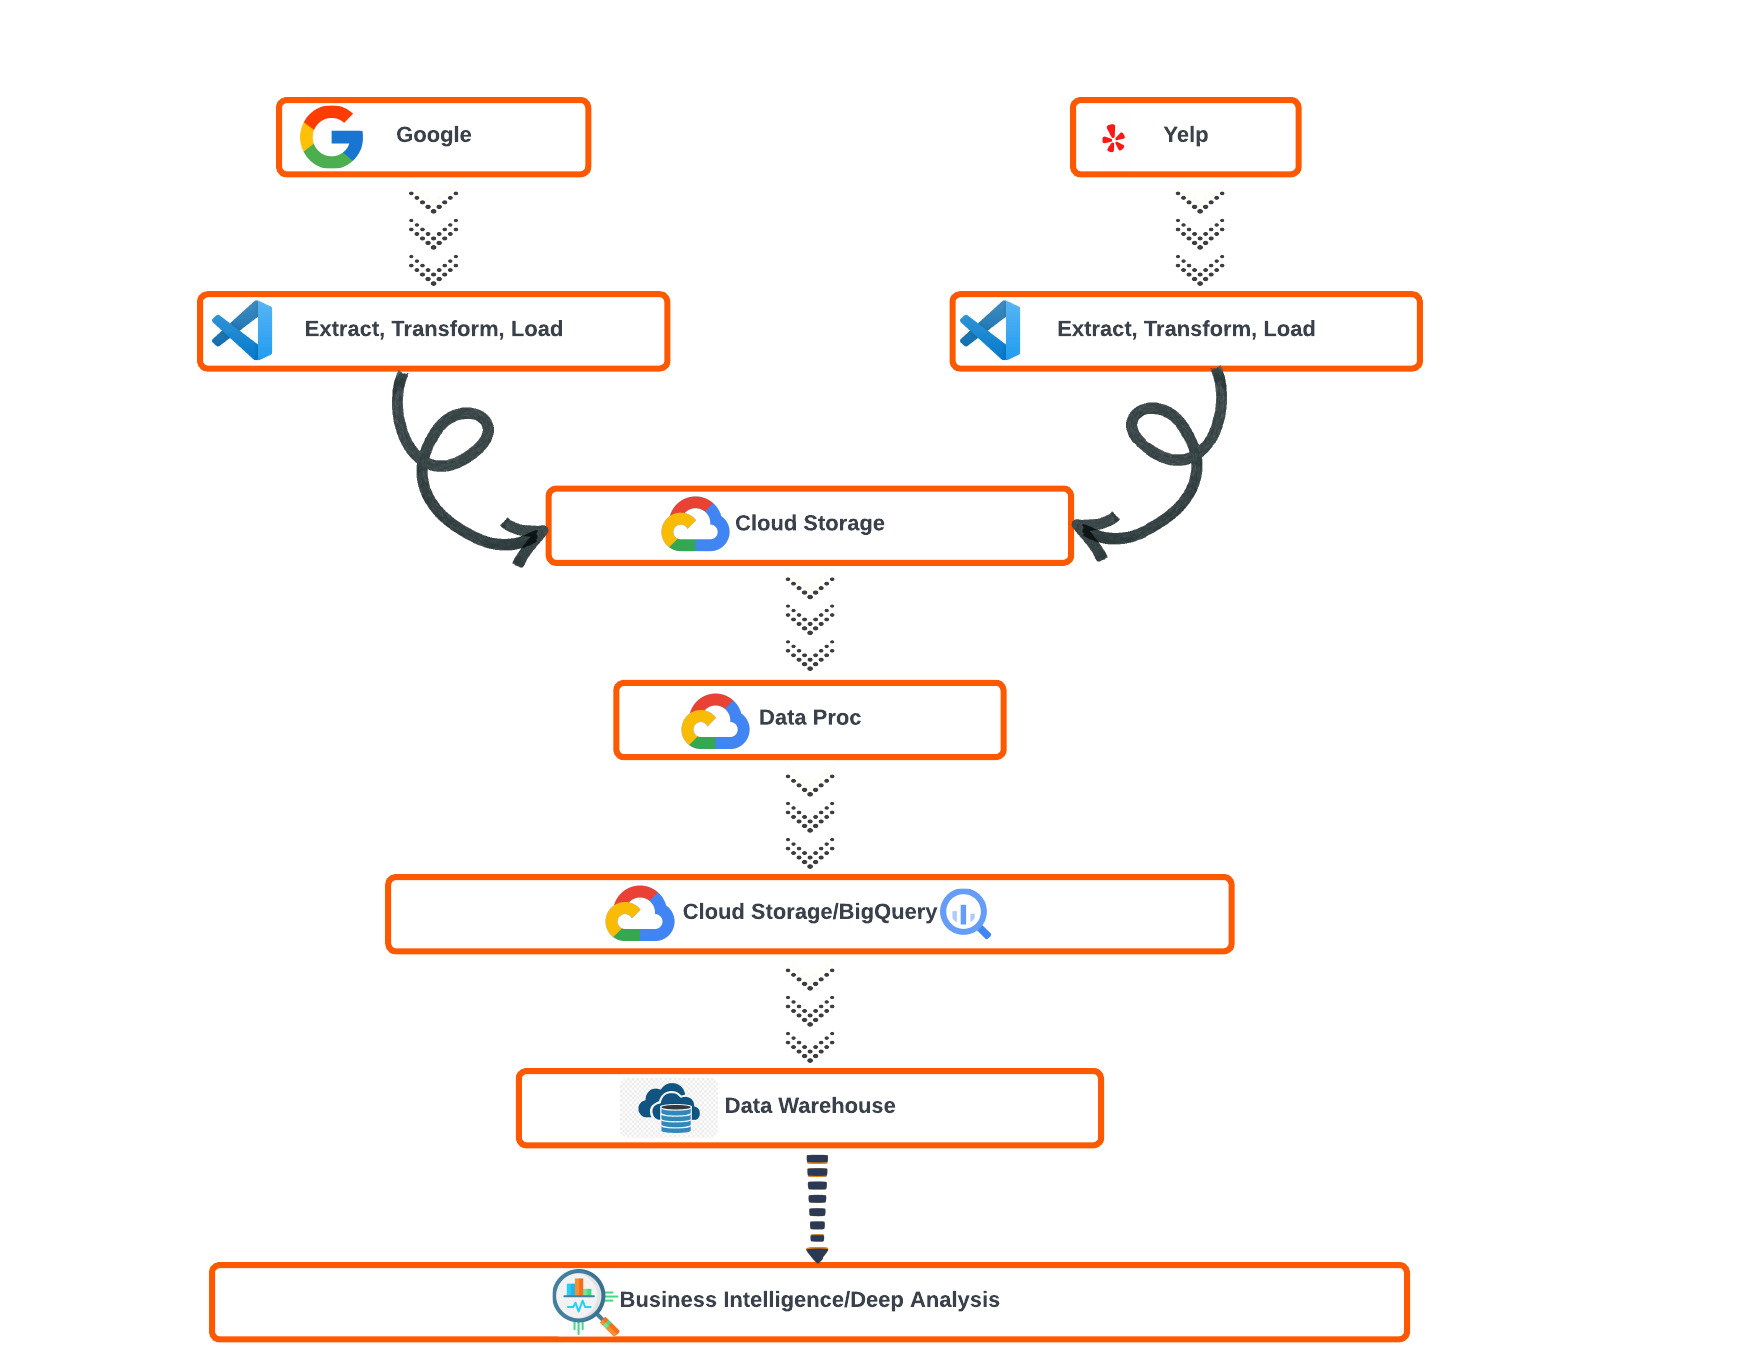 Google
Yelp
Extract, Transform, Load
Extract, Transform, Load
Cloud Storage
Data Proc
Cloud Storage/BigQuery
Data Warehouse
Business Intelligence/Deep Analysis